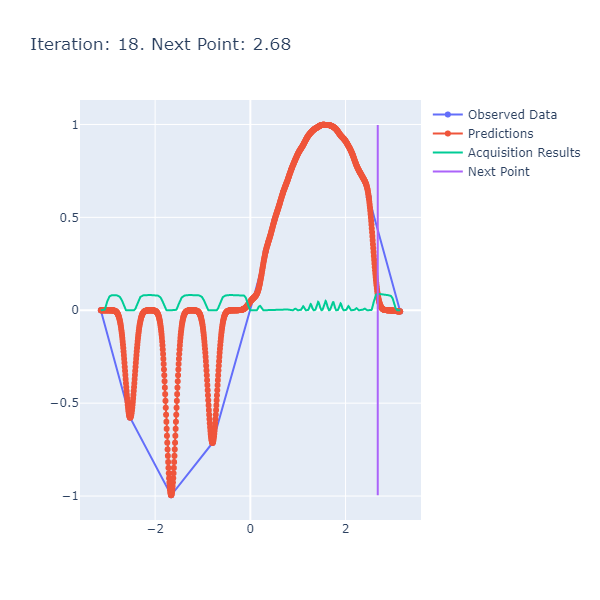 Iteration: 18. Next Point: 2.68
Observed Data
Predictions
Acquisition Results
Next Point
1
0.5
0
−0.5
−1
−2
0
2